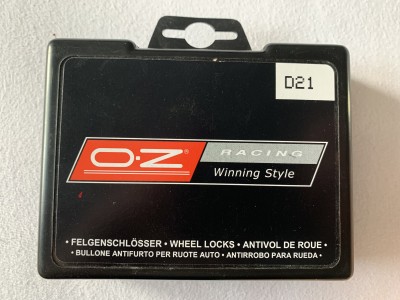 D21
O·Z® RACING
Winning Style
• FELGENSCHLÖSSER • WHEEL LOCKS • ANTIVOL DE ROUE •
• BULLONE ANTIFURTO PER RUOTE AUTO • ANTIRROBO PARA RUEDA •